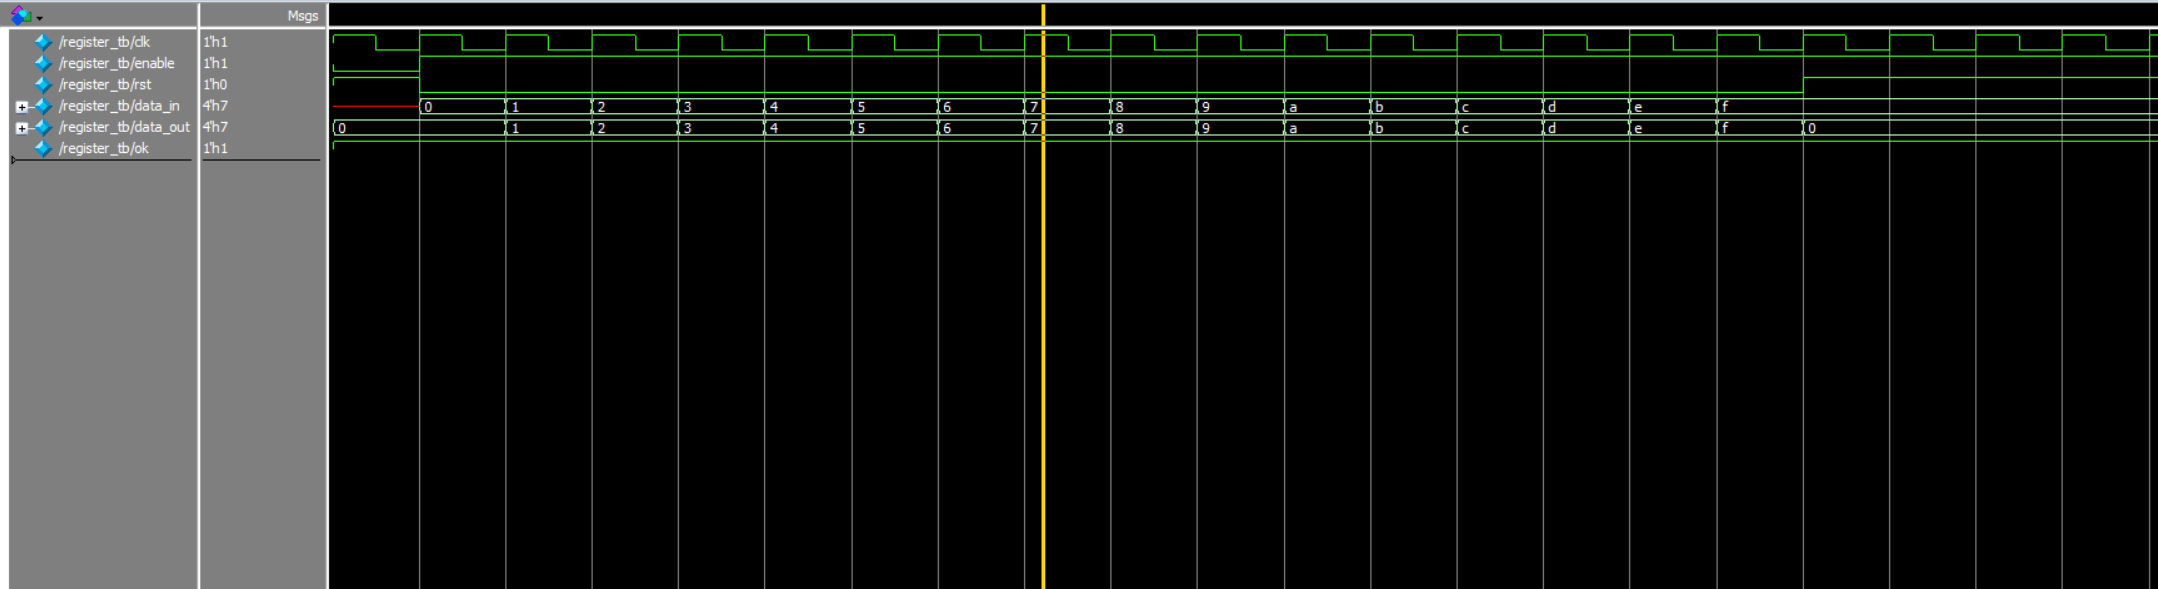 Msgs
/register_tb/clk 1'h1
/register_tb/enable 1'h1
/register_tb/rst 1'h0
/register_tb/data_in 4'h7 0 1 2 3 4 5 6 7 8 9 a b c d e f
/register_tb/data_out 4'h7 0 1 2 3 4 5 6 7 8 9 a b c d e f 0
/register_tb/ok 1'h1